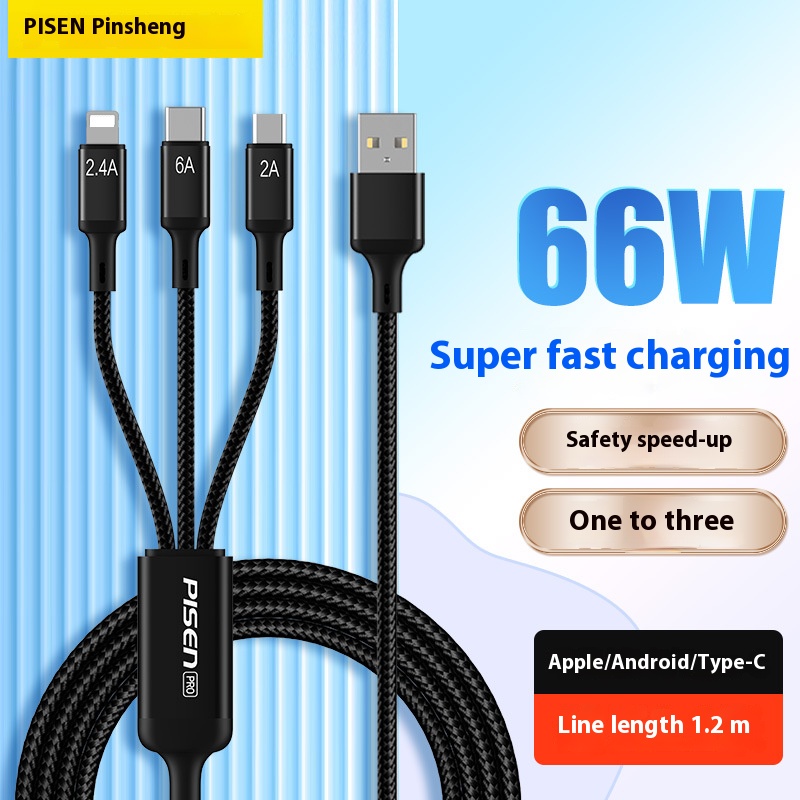 PISEN Pinsheng
2.4A
6A
2A
66W
Super fast charging
Safety speed-up
One to three
PISEN
PRO
Apple/Android/Type-C
Line length 1.2 m